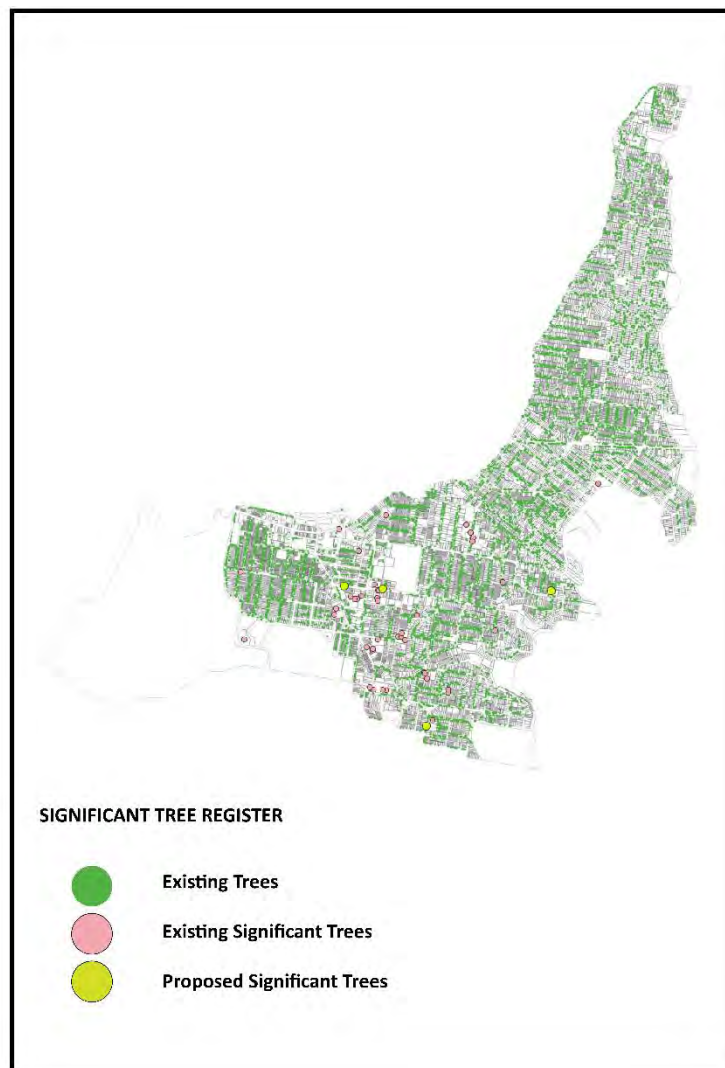 SIGNIFICANT TREE REGISTER
Existing Trees
Existing Significant Trees
Proposed Significant Trees